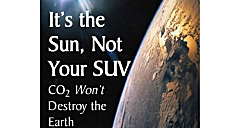 It's the
Sun, Not
Your SUV
CO₂ Won't
Destroy the
Earth